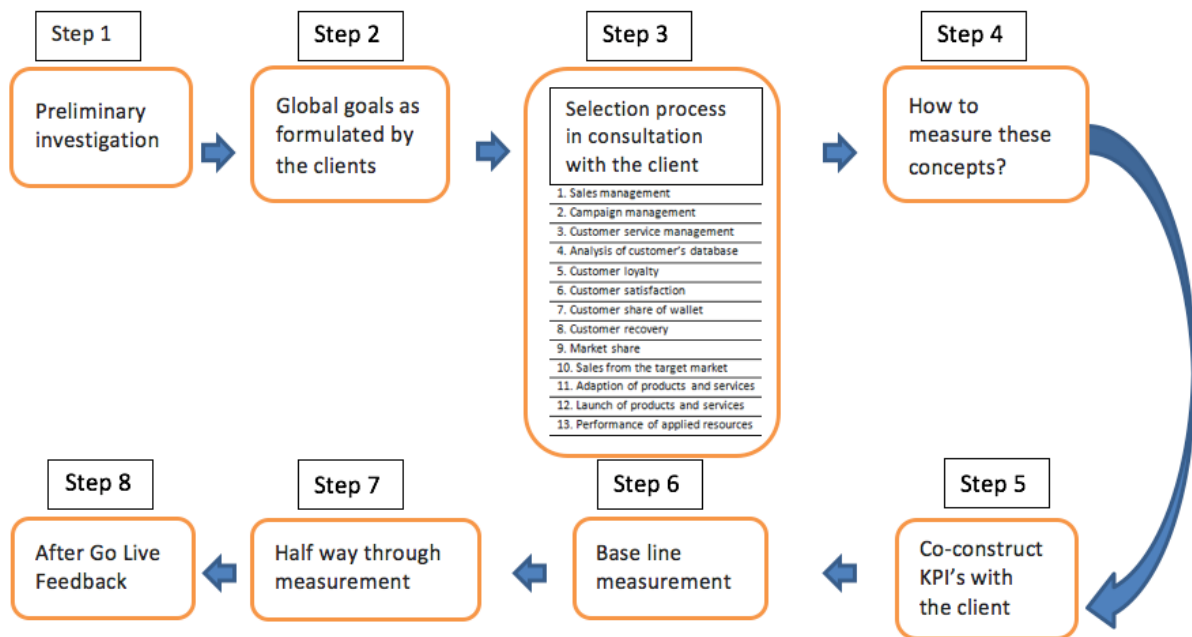 Step 1
Preliminary
investigation
Step 2
Global goals as
formulated by
the clients
Step 3
Selection process
in consultation
with the client
1. Sales management
2. Campaign management
3. Customer service management
4. Analysis of customer's database
5. Customer loyalty
6. Customer satisfaction
7. Customer share of wallet
8. Customer recovery
9. Market share
10. Sales from the target market
11. Adaption of products and services
12. Launch of products and services
13. Performance of applied resources
Step 4
How to
measure these
concepts?
Step 5
Co-construct
KPI's with
the client
Step 6
Base line
measurement
Step 7
Half way through
measurement
Step 8
After Go Live
Feedback